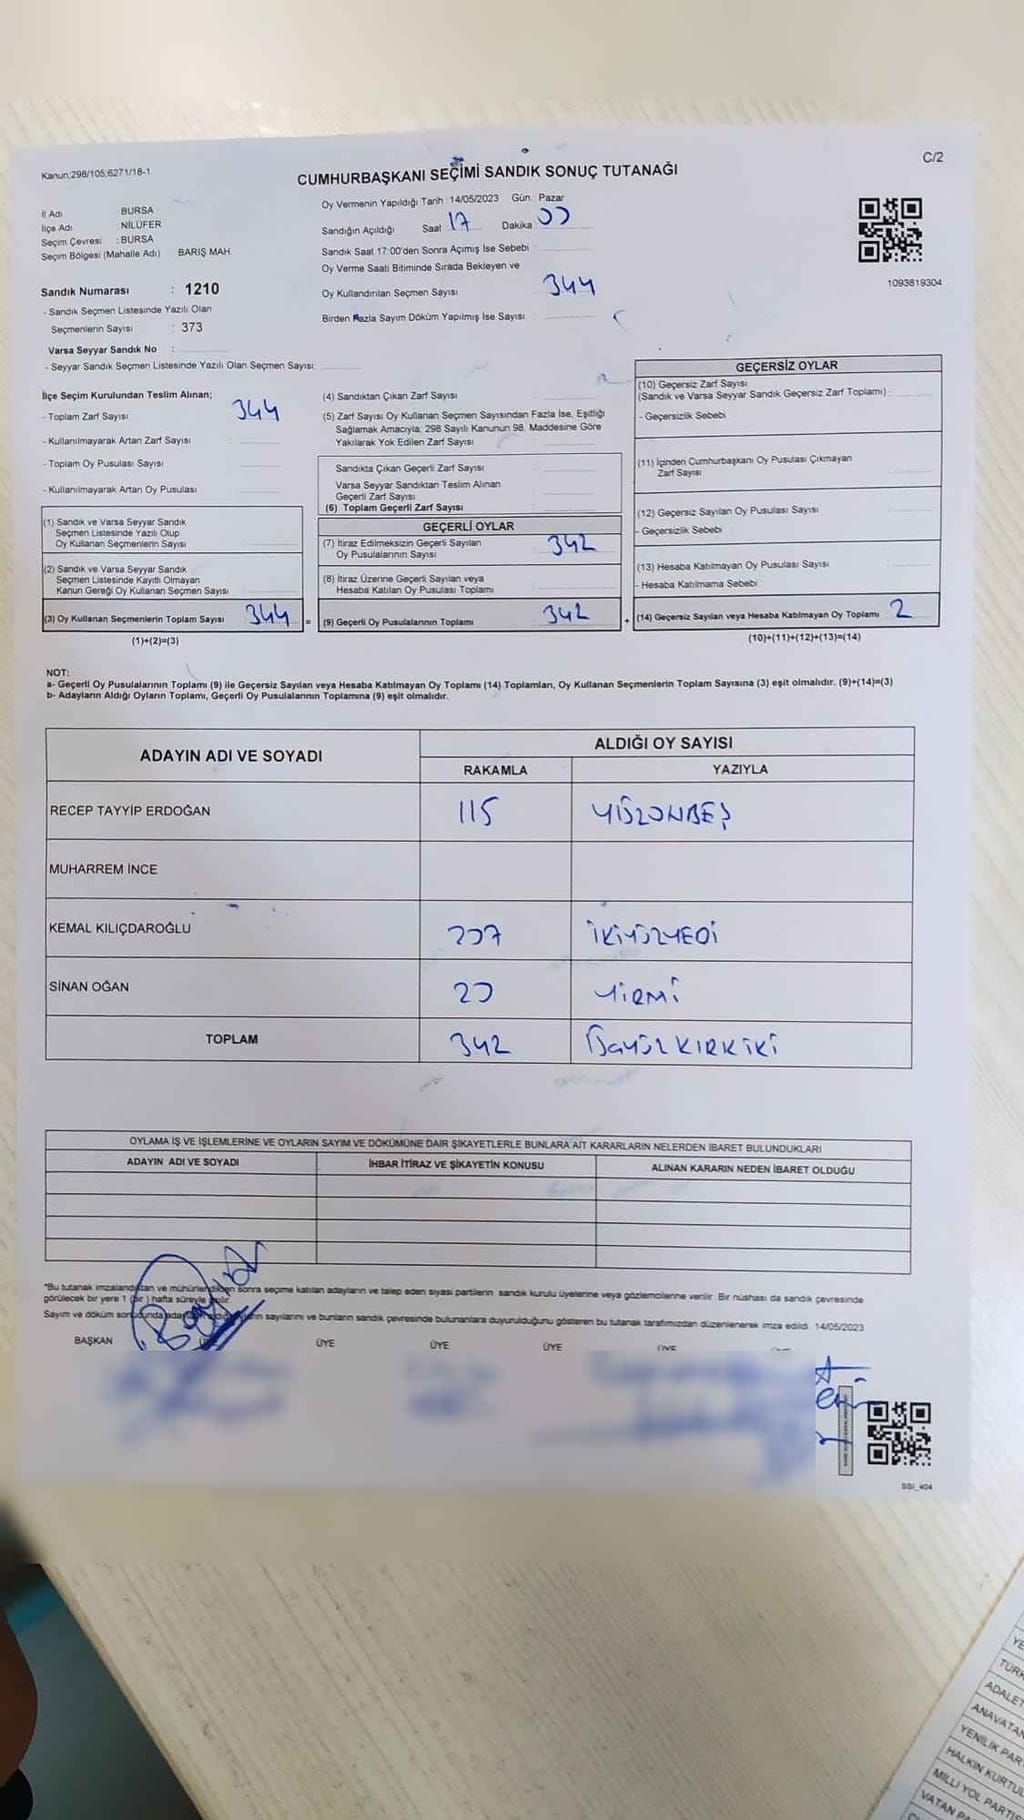 Kanun;298/105;6271/18-1
C/2
CUMHURBAŞKANI SEÇİMİ SANDIK SONUÇ TUTANAĞI
İl Adı : BURSA
İlçe Adı : NİLÜFER
Seçim Çevresi : BURSA
Seçim Bölgesi (Mahalle Adı) BARIŞ MAH
Sandık Numarası : 1210
- Sandık Seçmen Listesinde Yazılı Olan
Seçmenlerin Sayısı : 373
Varsa Seyyar Sandık No :
- Seyyar Sandık Seçmen Listesinde Yazılı Olan Seçmen Sayısı:
Oy Vermenin Yapıldığı Tarih 14/05/2023 Gün : Pazar
Sandığın Açıldığı Saat 17 Dakika 00
Sandık Saat 17:00'den Sonra Açımış İse Sebebi
Oy Verme Saati Bitiminde Sırada Bekleyen ve
Oy Kullandırılan Seçmen Sayısı 344
Birden Fazla Sayım Döküm Yapılmış İse Sayısı :
1093819304
İlçe Seçim Kurulundan Teslim Alınan;
- Toplam Zarf Sayısı 344
- Kullanılmayarak Artan Zarf Sayısı :
- Toplam Oy Pusulası Sayısı :
- Kullanılmayarak Artan Oy Pusulası :
(1) Sandık ve Varsa Seyyar Sandık
Seçmen Listesinde Yazılı Olup
Oy Kullanan Seçmenlerin Sayısı
(2) Sandık ve Varsa Seyyar Sandık
Seçmen Listesinde Kayıtlı Olmayan
Kanun Gereği Oy Kullanan Seçmen Sayısı
(3) Oy Kullanan Seçmenlerin Toplam Sayısı 344 =
(1)+(2)=(3)
(4) Sandıktan Çıkan Zarf Sayısı
(5) Zarf Sayısı Oy Kullanan Seçmen Sayısından Fazla İse, Eşitliği
Sağlamak Amacıyla; 298 Sayılı Kanunun 98. Maddesine Göre
Yakılarak Yok Edilen Zarf Sayısı
Sandıkta Çıkan Geçerli Zarf Sayısı
Varsa Seyyar Sandıktan Teslim Alınan
Geçerli Zarf Sayısı
(6) Toplam Geçerli Zarf Sayısı
GEÇERLİ OYLAR
(7) İtiraz Edilmeksizin Geçerli Sayılan
Oy Pusulalarının Sayısı 342
(8) İtiraz Üzerine Geçerli Sayılan veya
Hesaba Katılan Oy Pusulası Toplamı
(9) Geçerli Oy Pusulalarının Toplamı 342 +
GEÇERSİZ OYLAR
(10) Geçersiz Zarf Sayısı
(Sandık ve Varsa Seyyar Sandık Geçersiz Zarf Toplamı)
- Geçersizlik Sebebi
(11) İçinden Cumhurbaşkanı Oy Pusulası Çıkmayan
Zarf Sayısı
(12) Geçersiz Sayılan Oy Pusulası Sayısı
- Geçersizlik Sebebi
(13) Hesaba Katılmayan Oy Pusulası Sayısı
- Hesaba Katılmama Sebebi
(14) Geçersiz Sayılan veya Hesaba Katılmayan Oy Toplamı 2
(10)+(11)+(12)+(13)=(14)
NOT:
a- Geçerli Oy Pusulalarının Toplamı (9) ile Geçersiz Sayılan veya Hesaba Katılmayan Oy Toplamı (14) Toplamları, Oy Kullanan Seçmenlerin Toplam Sayısına (3) eşit olmalıdır. (9)+(14)=(3)
b- Adayların Aldığı Oyların Toplamı, Geçerli Oy Pusulalarının Toplamına (9) eşit olmalıdır.
ADAYIN ADI VE SOYADI ALDIĞI OY SAYISI
RAKAMLA YAZIYLA
RECEP TAYYİP ERDOĞAN 115 YÜZONBEŞ
MUHARREM İNCE
KEMAL KILIÇDAROĞLU 207 İKİYÜZYEDİ
SİNAN OĞAN 20 YİRMİ
TOPLAM 342 ÜÇYÜZKIRKİKİ
OYLAMA İŞ VE İŞLEMLERİNE VE OYLARIN SAYIM VE DÖKÜMÜNE DAİR ŞİKAYETLERLE BUNLARA AİT KARARLARIN NELERDEN İBARET BULUNDUKLARI
ADAYIN ADI VE SOYADI İHBAR İTİRAZ VE ŞİKAYETİN KONUSU ALINAN KARARIN NEDEN İBARET OLDUĞU
*Bu tutanak imzalandıktan ve mühürlendikten sonra seçime katılan adayların ve talep eden siyasi partilerin sandık kurulu üyelerine veya gözlemcilerine verilir. Bir nüshası da sandık çevresinde
görülecek bir yere 1 (bir) hafta süreyle asılır.
Sayım ve döküm sonucunda sayılarını ve bunların sandık çevresinde bulunanlara duyurulduğunu gösteren bu tutanak tarafımızdan düzenlenerek imza edildi. 14/05/2023
BAŞKAN ÜYE ÜYE ÜYE ÜYE
YENİLİK PAR
HALKIN KURTU
MİLLİ YOL PARTİ
VATAN PA
ANAVATAN
ADALET
TÜRK
YE